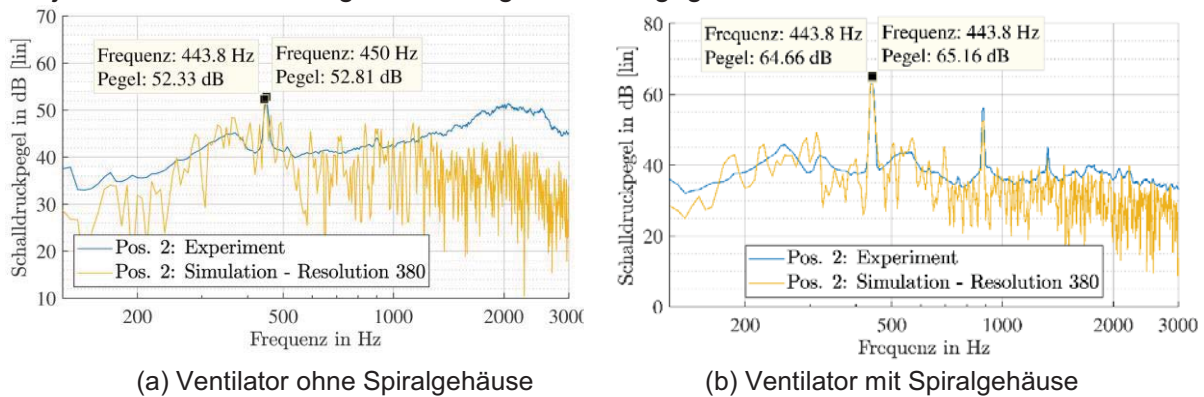 Frequenz: 443.8 Hz
Pegel: 52.33 dB
Frequenz: 450 Hz
Pegel: 52.81 dB
Schalldruckpegel in dB [lin]
70
60
50
40
30
20
10
Pos. 2: Experiment
Pos. 2: Simulation - Resolution 380
200 500 1000 2000 3000
Frequenz in Hz
(a) Ventilator ohne Spiralgehäuse
Frequenz: 443.8 Hz
Pegel: 64.66 dB
Frequenz: 443.8 Hz
Pegel: 65.16 dB
Schalldruckpegel in dB [lin]
80
60
40
20
0
Pos. 2: Experiment
Pos. 2: Simulation - Resolution 380
200 500 1000 2000 3000
Frequenz in Hz
(b) Ventilator mit Spiralgehäuse